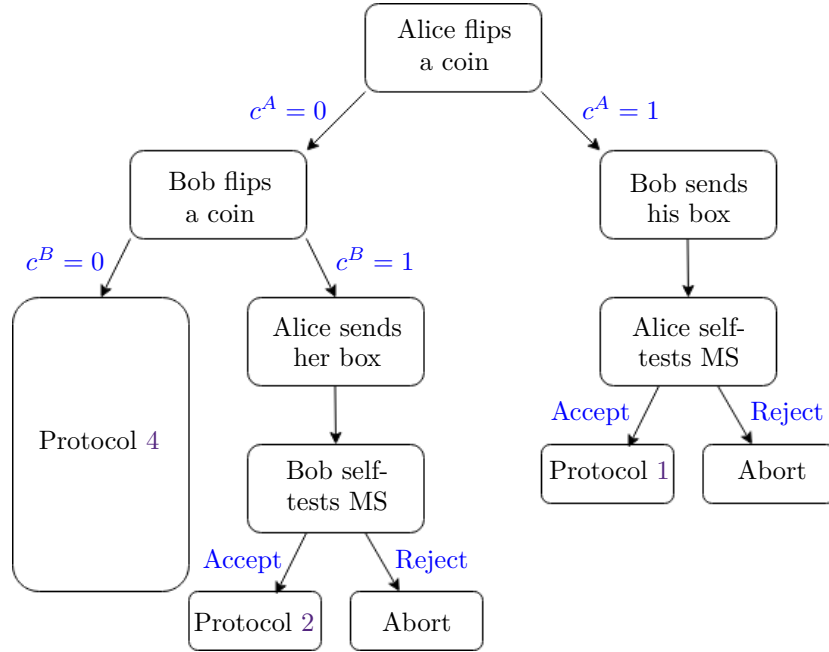 Alice flips
a coin
c^A = 0
c^A = 1
Bob flips
a coin
Bob sends
his box
c^B = 0
c^B = 1
Alice sends
her box
Alice self-
tests MS
Accept
Reject
Protocol 4
Protocol 1
Abort
Bob self-
tests MS
Accept
Reject
Protocol 2
Abort